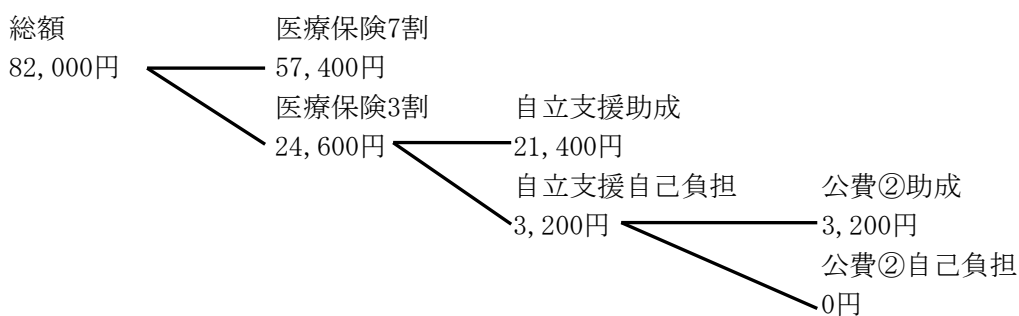 総額
82,000円
医療保険7割
57,400円
医療保険3割
24,600円
自立支援助成
21,400円
自立支援自己負担
3,200円
公費②助成
3,200円
公費②自己負担
0円